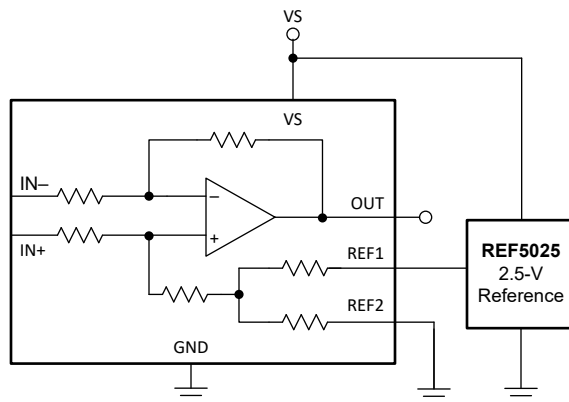 VS
VS
IN–
–
OUT
IN+
+
REF1
REF5025
2.5-V
Reference
REF2
GND